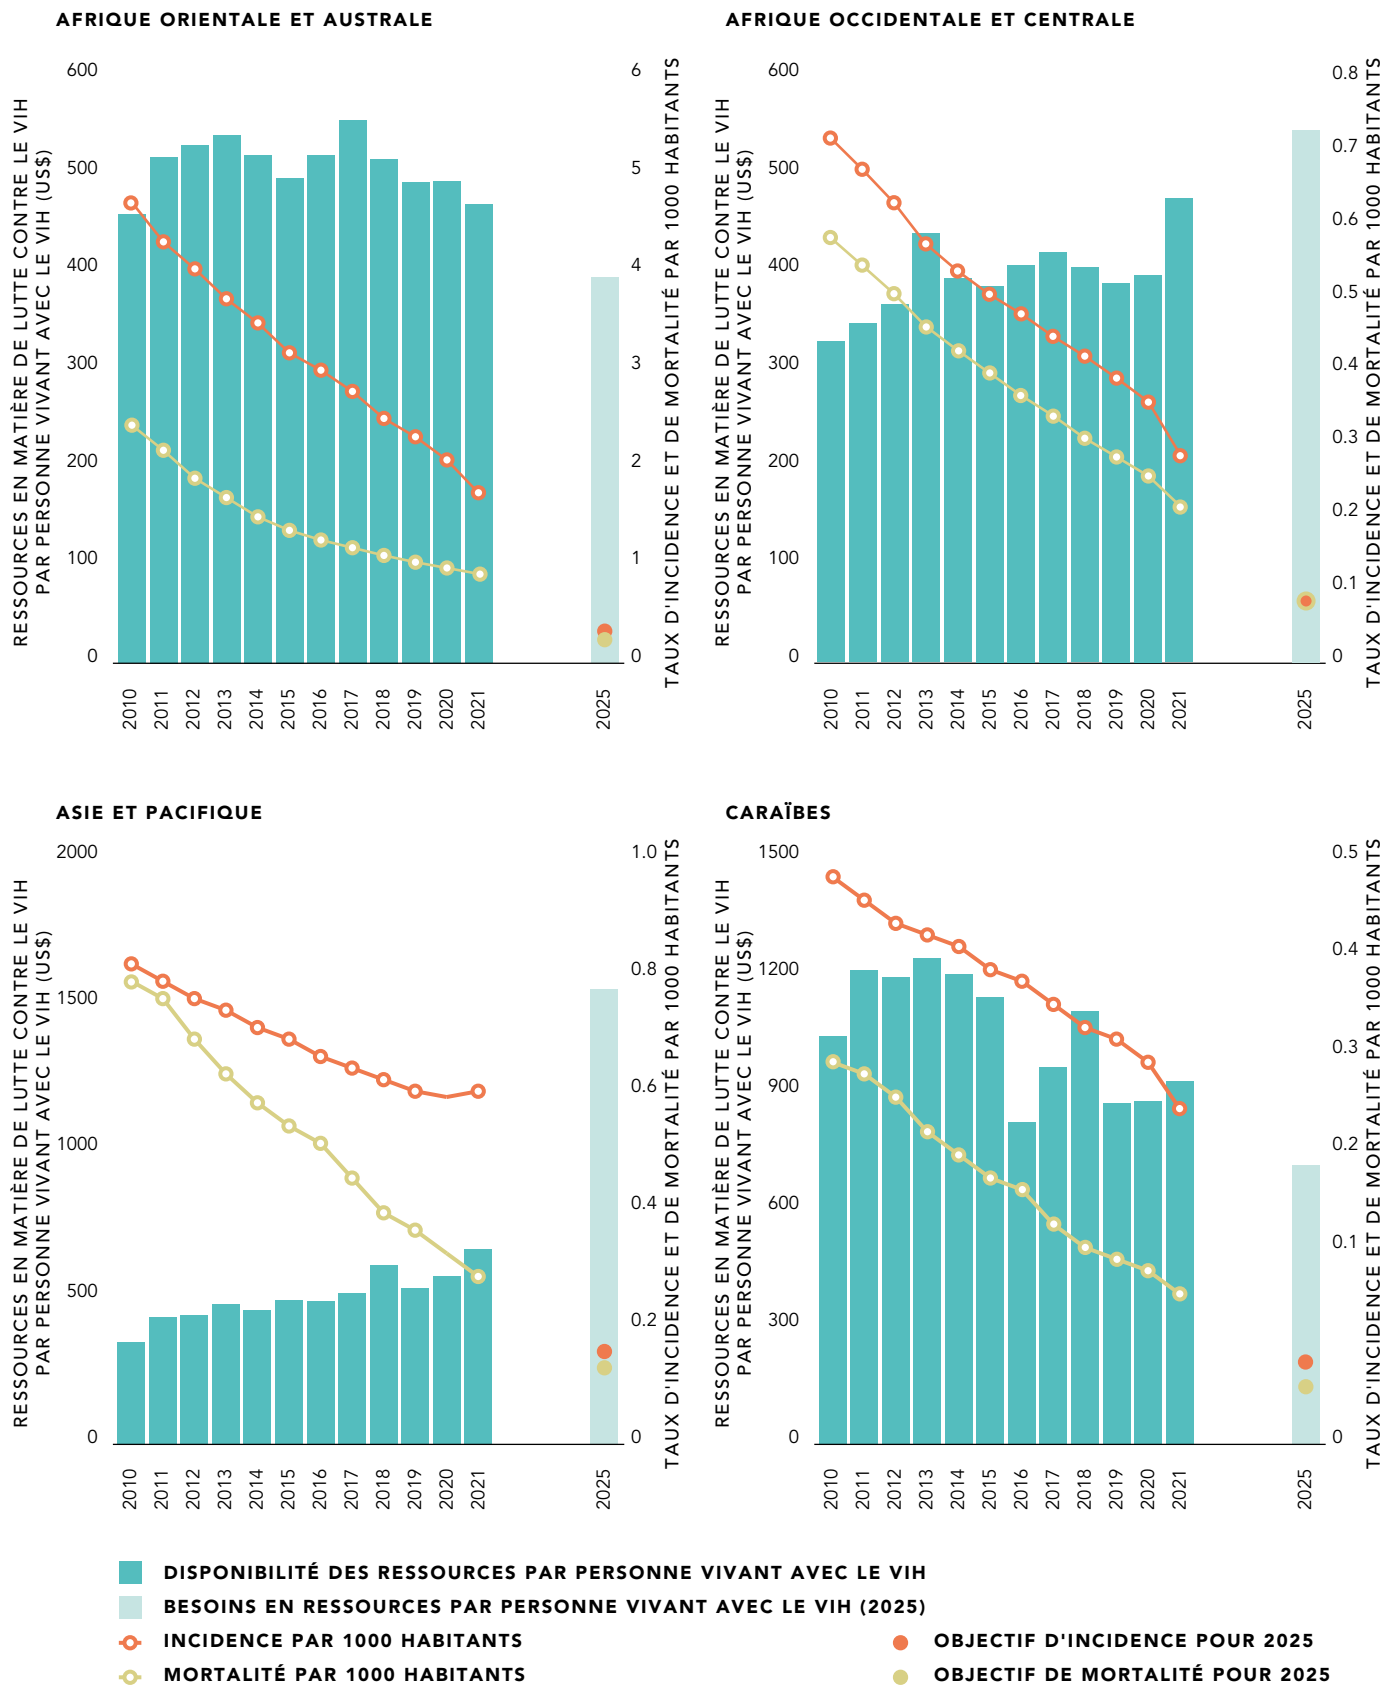 AFRIQUE ORIENTALE ET AUSTRALE
RESSOURCES EN MATIÈRE DE LUTTE CONTRE LE VIH
PAR PERSONNE VIVANT AVEC LE VIH (US$)
600
500
400
300
200
100
0
6
5
4
3
2
1
0
TAUX D'INCIDENCE ET DE MORTALITÉ PAR 1000 HABITANTS
2010 2011 2012 2013 2014 2015 2016 2017 2018 2019 2020 2021 2025
AFRIQUE OCCIDENTALE ET CENTRALE
RESSOURCES EN MATIÈRE DE LUTTE CONTRE LE VIH
PAR PERSONNE VIVANT AVEC LE VIH (US$)
600
500
400
300
200
100
0
0.8
0.7
0.6
0.5
0.4
0.3
0.2
0.1
0
TAUX D'INCIDENCE ET DE MORTALITÉ PAR 1000 HABITANTS
2010 2011 2012 2013 2014 2015 2016 2017 2018 2019 2020 2021 2025
ASIE ET PACIFIQUE
RESSOURCES EN MATIÈRE DE LUTTE CONTRE LE VIH
PAR PERSONNE VIVANT AVEC LE VIH (US$)
2000
1500
1000
500
0
1.0
0.8
0.6
0.4
0.2
0
TAUX D'INCIDENCE ET DE MORTALITÉ PAR 1000 HABITANTS
2010 2011 2012 2013 2014 2015 2016 2017 2018 2019 2020 2021 2025
CARAÏBES
RESSOURCES EN MATIÈRE DE LUTTE CONTRE LE VIH
PAR PERSONNE VIVANT AVEC LE VIH (US$)
1500
1200
900
600
300
0
0.5
0.4
0.3
0.2
0.1
0
TAUX D'INCIDENCE ET DE MORTALITÉ PAR 1000 HABITANTS
2010 2011 2012 2013 2014 2015 2016 2017 2018 2019 2020 2021 2025
DISPONIBILITÉ DES RESSOURCES PAR PERSONNE VIVANT AVEC LE VIH
BESOINS EN RESSOURCES PAR PERSONNE VIVANT AVEC LE VIH (2025)
INCIDENCE PAR 1000 HABITANTS
MORTALITÉ PAR 1000 HABITANTS
OBJECTIF D'INCIDENCE POUR 2025
OBJECTIF DE MORTALITÉ POUR 2025